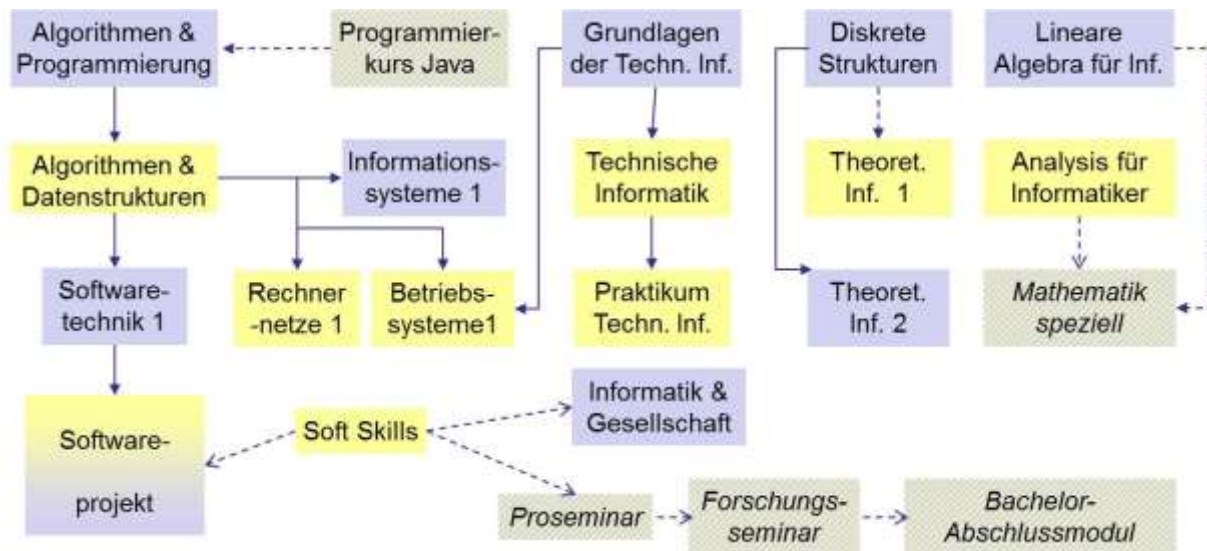 Algorithmen &
Programmierung
Programmier-
kurs Java
Grundlagen
der Techn. Inf.
Diskrete
Strukturen
Lineare
Algebra für Inf.
Algorithmen &
Datenstrukturen
Informations-
systeme 1
Technische
Informatik
Theoret.
Inf. 1
Analysis für
Informatiker
Software-
technik 1
Rechner
-netze 1
Betriebs-
systeme1
Praktikum
Techn. Inf.
Theoret.
Inf. 2
Mathematik
speziell
Software-
projekt
Soft Skills
Informatik &
Gesellschaft
Proseminar
Forschungs-
seminar
Bachelor-
Abschlussmodul